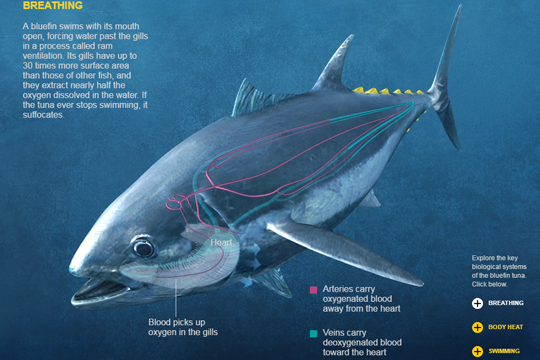 BREATHING
A bluefin swims with its mouth
open, forcing water past the gills
in a process called ram
ventilation. Its gills have up to
30 times more surface area
than those of other fish, and
they extract nearly half the
oxygen dissolved in the water. If
the tuna ever stops swimming, it
suffocates.
Heart
Blood picks up
oxygen in the gills
Arteries carry
oxygenated blood
away from the heart
Veins carry
deoxygenated blood
toward the heart
Explore the key
biological systems
of the bluefin tuna.
Click below.
BREATHING
BODY HEAT
SWIMMING